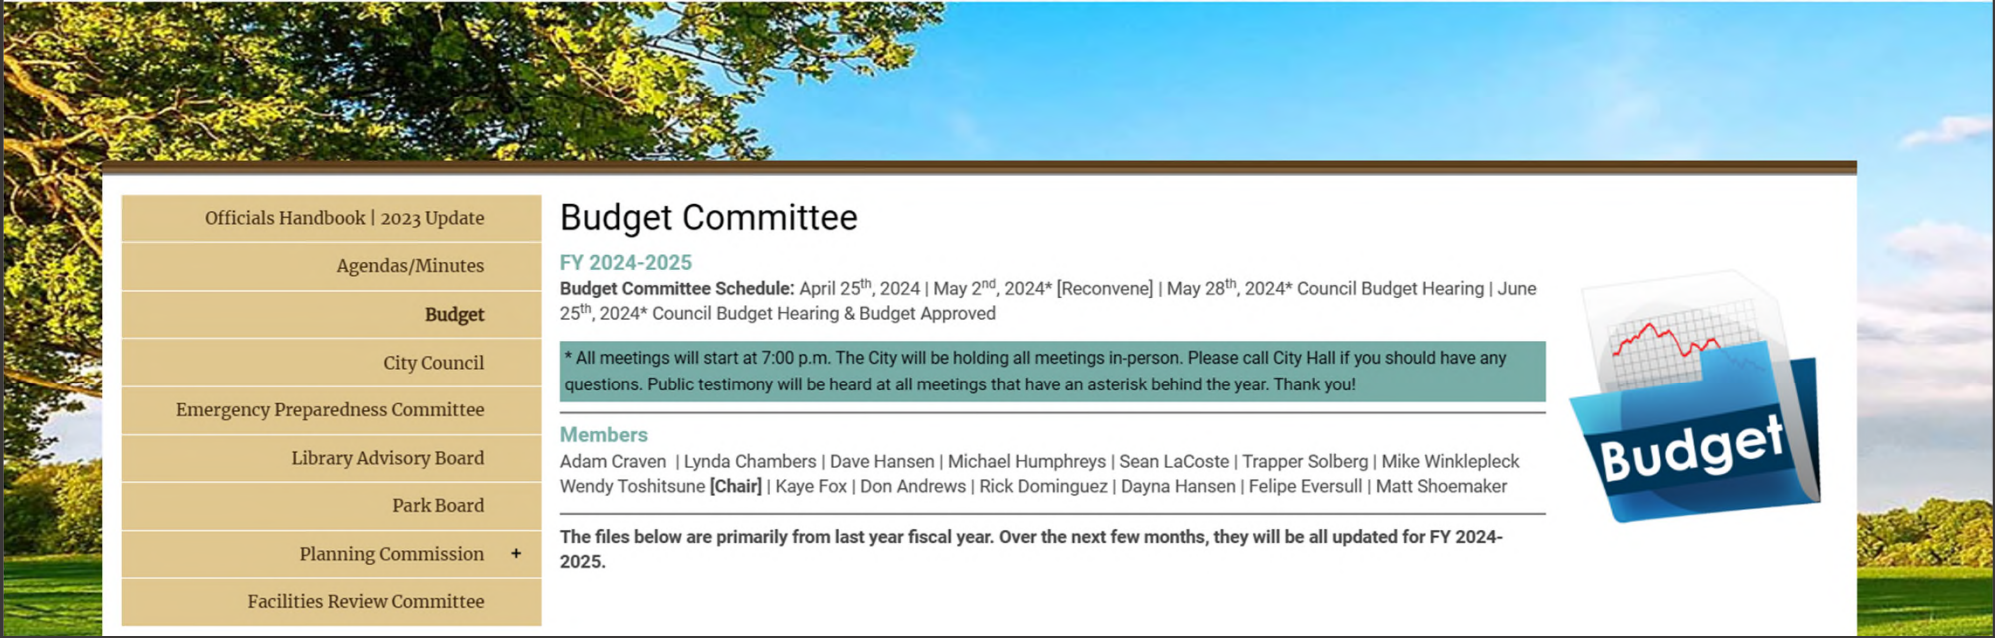 Officials Handbook | 2023 Update
Agendas/Minutes
Budget
City Council
Emergency Preparedness Committee
Library Advisory Board
Park Board
Planning Commission +
Facilities Review Committee
Budget Committee
FY 2024-2025
Budget Committee Schedule: April 25th, 2024 | May 2nd, 2024* [Reconvene] | May 28th, 2024* Council Budget Hearing | June
25th, 2024* Council Budget Hearing & Budget Approved
* All meetings will start at 7:00 p.m. The City will be holding all meetings in-person. Please call City Hall if you should have any
questions. Public testimony will be heard at all meetings that have an asterisk behind the year. Thank you!
Members
Adam Craven | Lynda Chambers | Dave Hansen | Michael Humphreys | Sean LaCoste | Trapper Solberg | Mike Winklepleck
Wendy Toshitsune [Chair] | Kaye Fox | Don Andrews | Rick Dominguez | Dayna Hansen | Felipe Eversull | Matt Shoemaker
The files below are primarily from last year fiscal year. Over the next few months, they will be all updated for FY 2024-
2025.
Budget